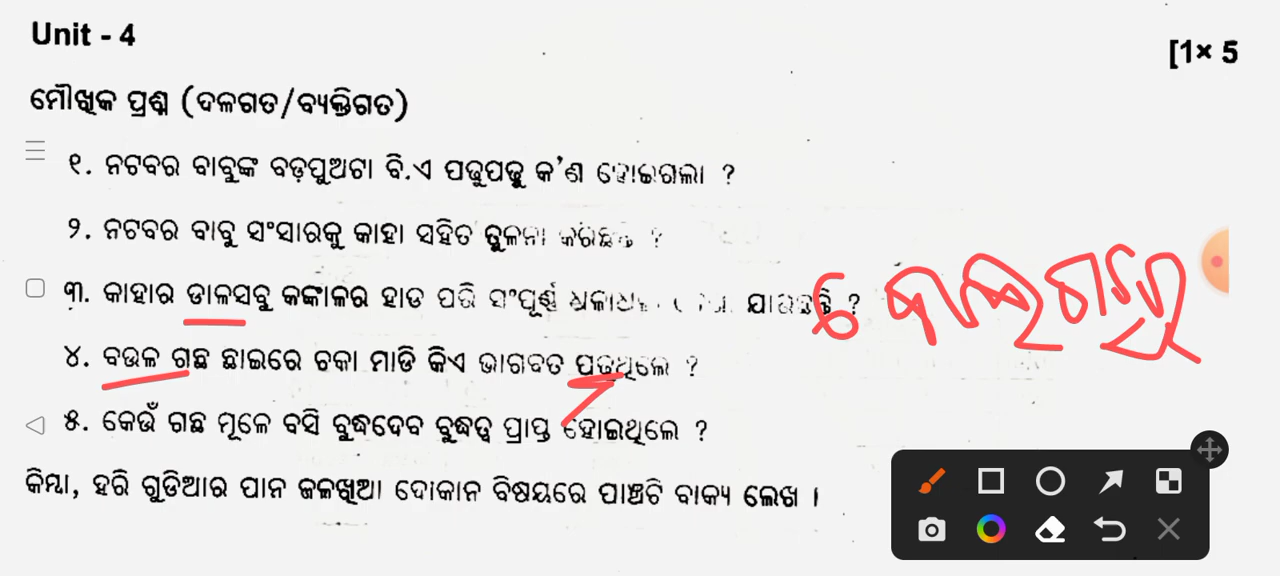 Unit - 4
[1× 5
ମୌଖିକ ପ୍ରଶ୍ନ (ଦଳଗତ/ବ୍ୟକ୍ତିଗତ)
୧. ନଟବର ବାବୁଙ୍କ ବଡ଼ପୁଅଟା ବି.ଏ ପଢୁପଢୁ କ'ଣ ହୋଇଗଲା ?
୨. ନଟବର ବାବୁ ସଂସାରକୁ କାହା ସହିତ ତୁଳନା କରିଛନ୍ତି ?
୩. କାହାର ଡାଳସବୁ କଙ୍କାଳର ହାଡ ପରି ସଂପୂର୍ଣ୍ଣ ଯାଉଛନ୍ତି ?
୪. ବଉଳ ଗଛ ଛାଇରେ ଚକା ମାଡି କିଏ ଭାଗବତ ପଢୁଥିଲେ ?
୫. କେଉଁ ଗଛ ମୂଳେ ବସି ବୁଦ୍ଧଦେବ ବୁଦ୍ଧତ୍ୱ ପ୍ରାପ୍ତ ହୋଇଥିଲେ ?
କିମ୍ବା, ହରି ଗୁଡିଆର ପାନ ଜଳଖିଆ ଦୋକାନ ବିଷୟରେ ପାଞ୍ଚଟି ବାକ୍ୟ ଲେଖ ।